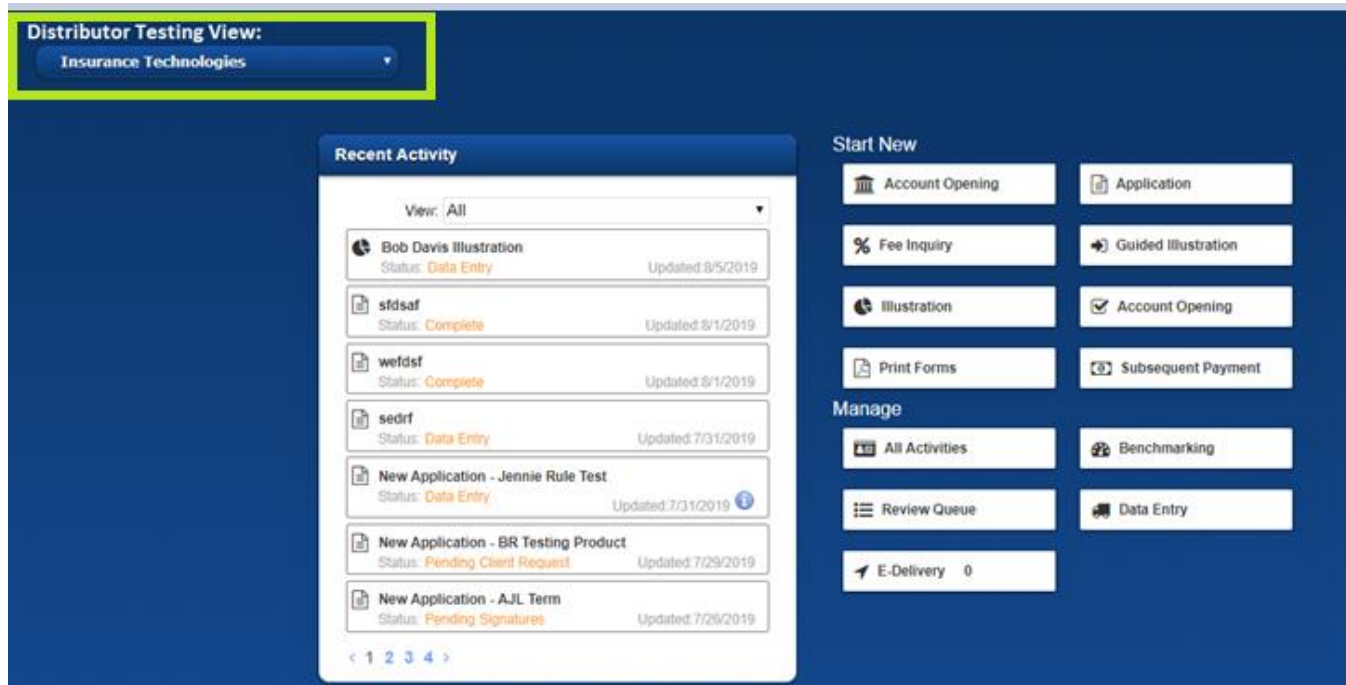 Distributor Testing View:
Insurance Technologies
Recent Activity
View: All
Bob Davis Illustration
Status: Data Entry Updated:8/5/2019
sfdsaf
Status: Complete Updated:8/1/2019
wefdsf
Status: Complete Updated:8/1/2019
sedrf
Status: Data Entry Updated:7/31/2019
New Application - Jennie Rule Test
Status: Data Entry Updated:7/31/2019
New Application - BR Testing Product
Status: Pending Client Request Updated:7/29/2019
New Application - AJL Term
Status: Pending Signatures Updated:7/26/2019
< 1 2 3 4 >
Start New
Account Opening Application
Fee Inquiry Guided Illustration
Illustration Account Opening
Print Forms Subsequent Payment
Manage
All Activities Benchmarking
Review Queue Data Entry
E-Delivery 0